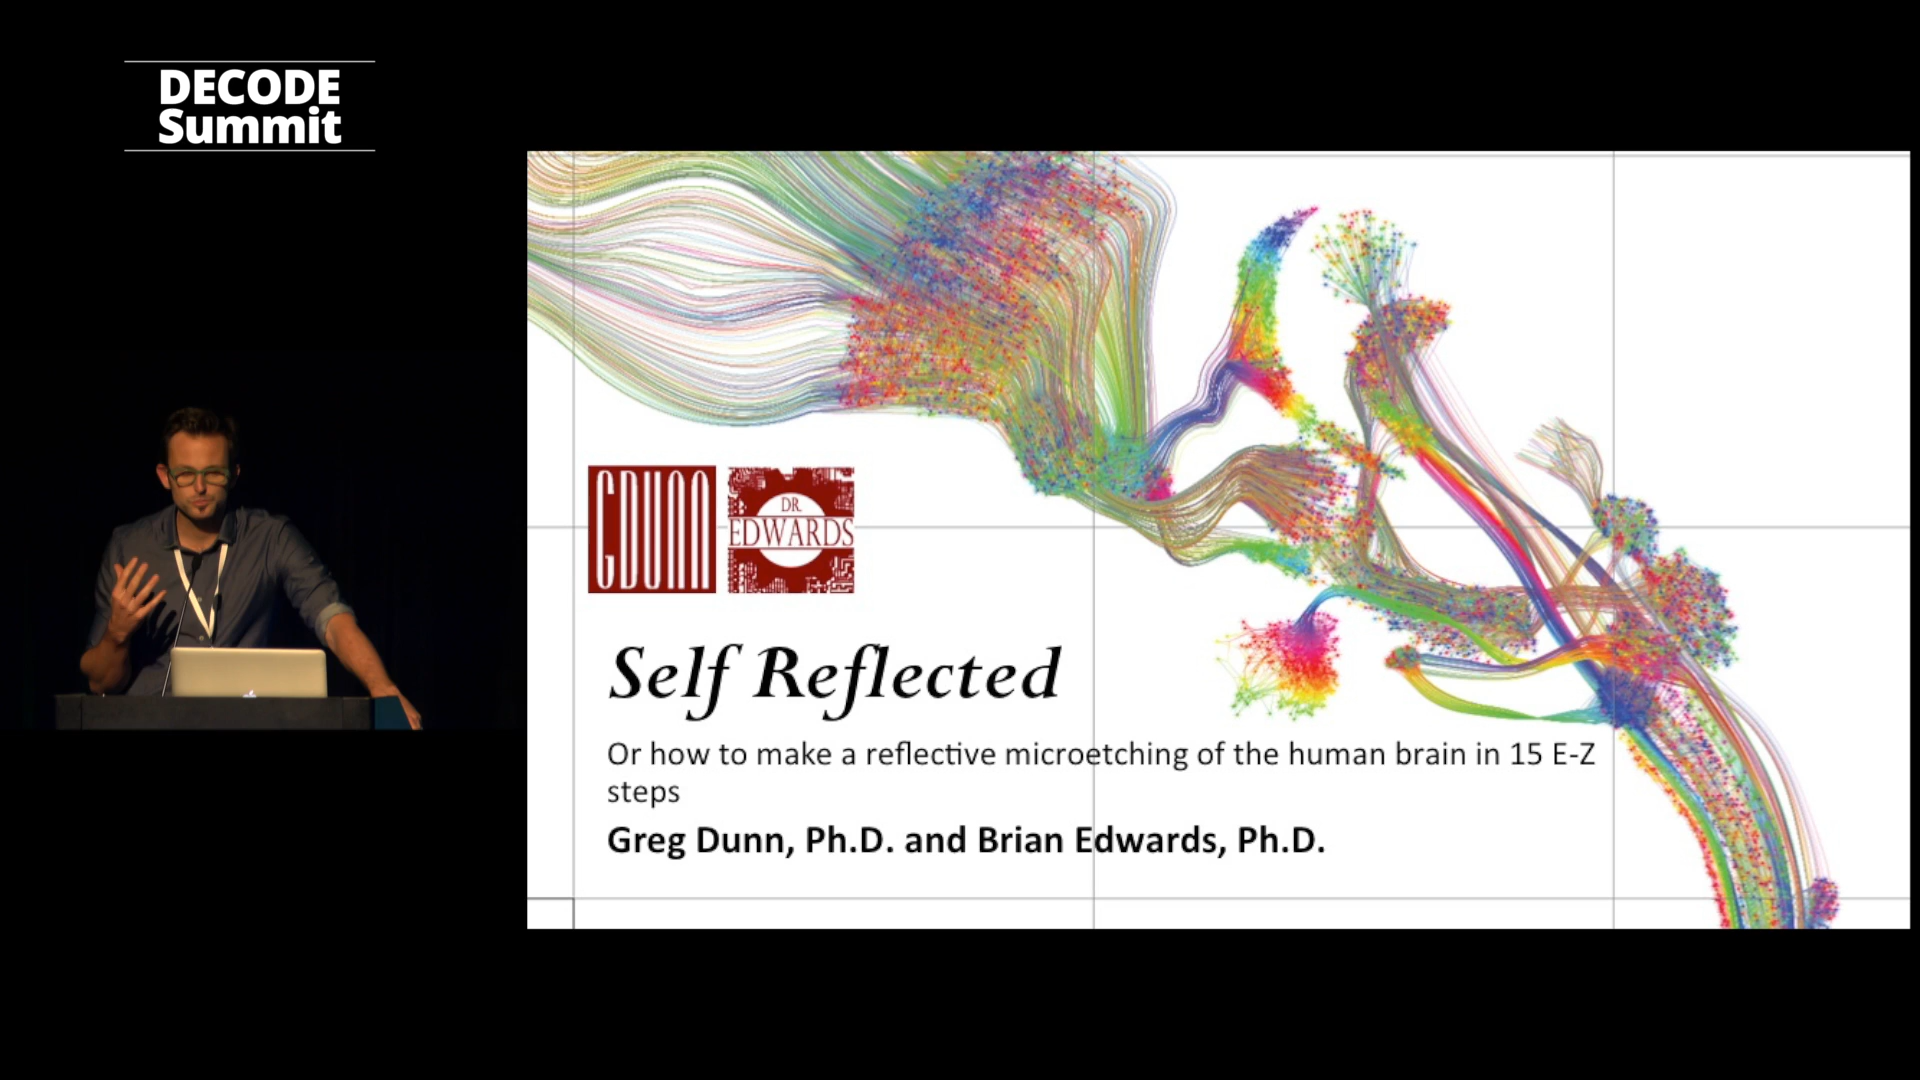 DECODE
Summit
GDUNN
DR.
EDWARDS
Self Reflected
Or how to make a reflective microetching of the human brain in 15 E-Z
steps
Greg Dunn, Ph.D. and Brian Edwards, Ph.D.